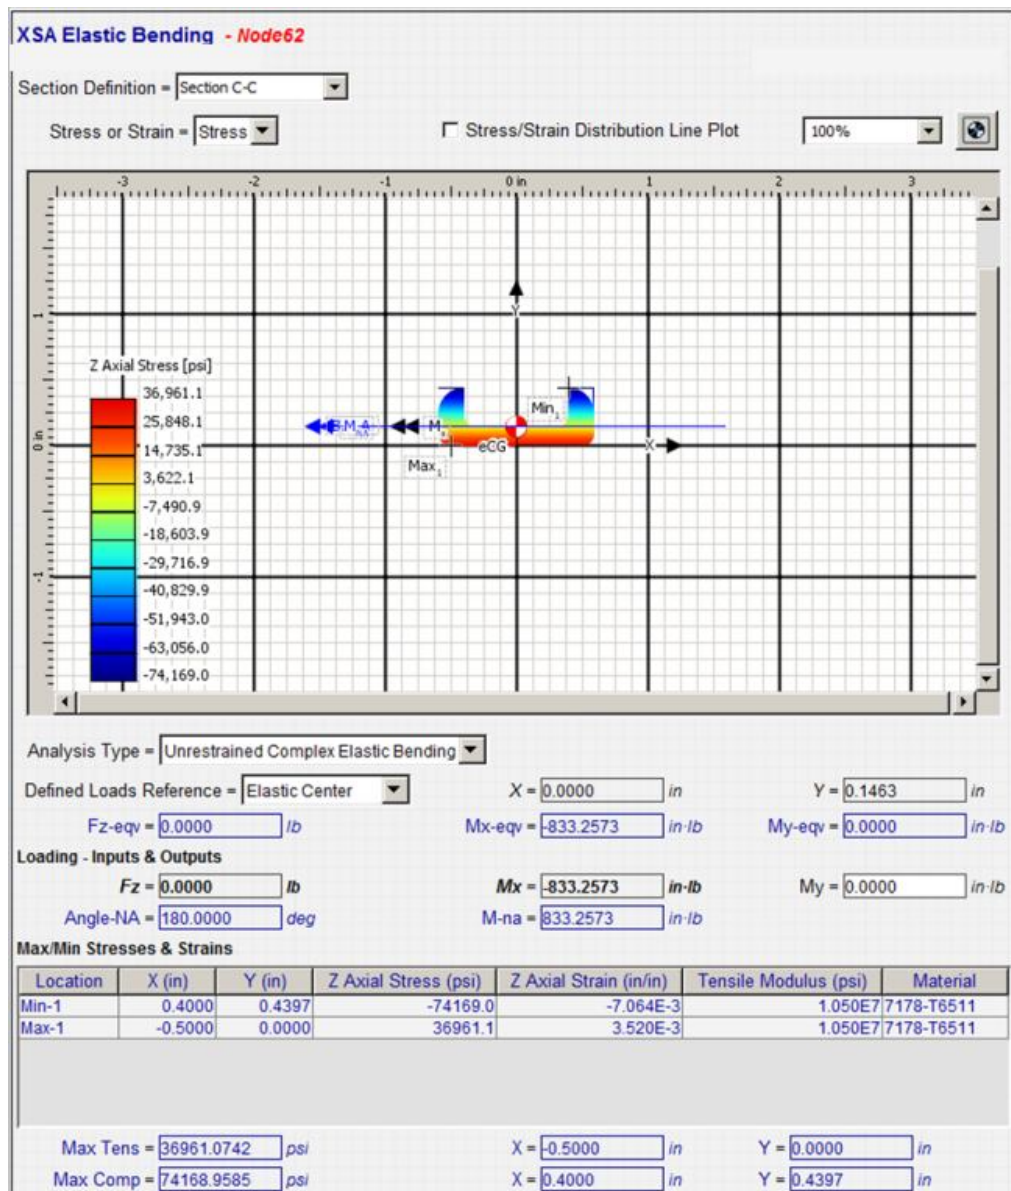 XSA Elastic Bending - Node62
Section Definition = Section C-C
Stress or Strain = Stress
Stress/Strain Distribution Line Plot
100%
-3 -2 -1 0 in 1 2 3
1
Y
Z Axial Stress [psi]
36,961.1
25,848.1
14,735.1
3,622.1
-7,490.9
-18,603.9
-29,716.9
-40,829.9
-51,943.0
-63,056.0
-74,169.0
Min1
eCG
X
Max1
0 in
-1
Analysis Type = Unrestrained Complex Elastic Bending
Defined Loads Reference = Elastic Center X = 0.0000 in Y = 0.1463 in
Fz-eqv = 0.0000 lb Mx-eqv = -833.2573 in·lb My-eqv = 0.0000 in·lb
Loading - Inputs & Outputs
Fz = 0.0000 lb Mx = -833.2573 in-lb My = 0.0000 in·lb
Angle-NA = 180.0000 deg M-na = 833.2573 in·lb
Max/Min Stresses & Strains
Location X (in) Y (in) Z Axial Stress (psi) Z Axial Strain (in/in) Tensile Modulus (psi) Material
Min-1 0.4000 0.4397 -74169.0 -7.064E-3 1.050E7 7178-T6511
Max-1 -0.5000 0.0000 36961.1 3.520E-3 1.050E7 7178-T6511
Max Tens = 36961.0742 psi X = -0.5000 in Y = 0.0000 in
Max Comp = 74168.9585 psi X = 0.4000 in Y = 0.4397 in